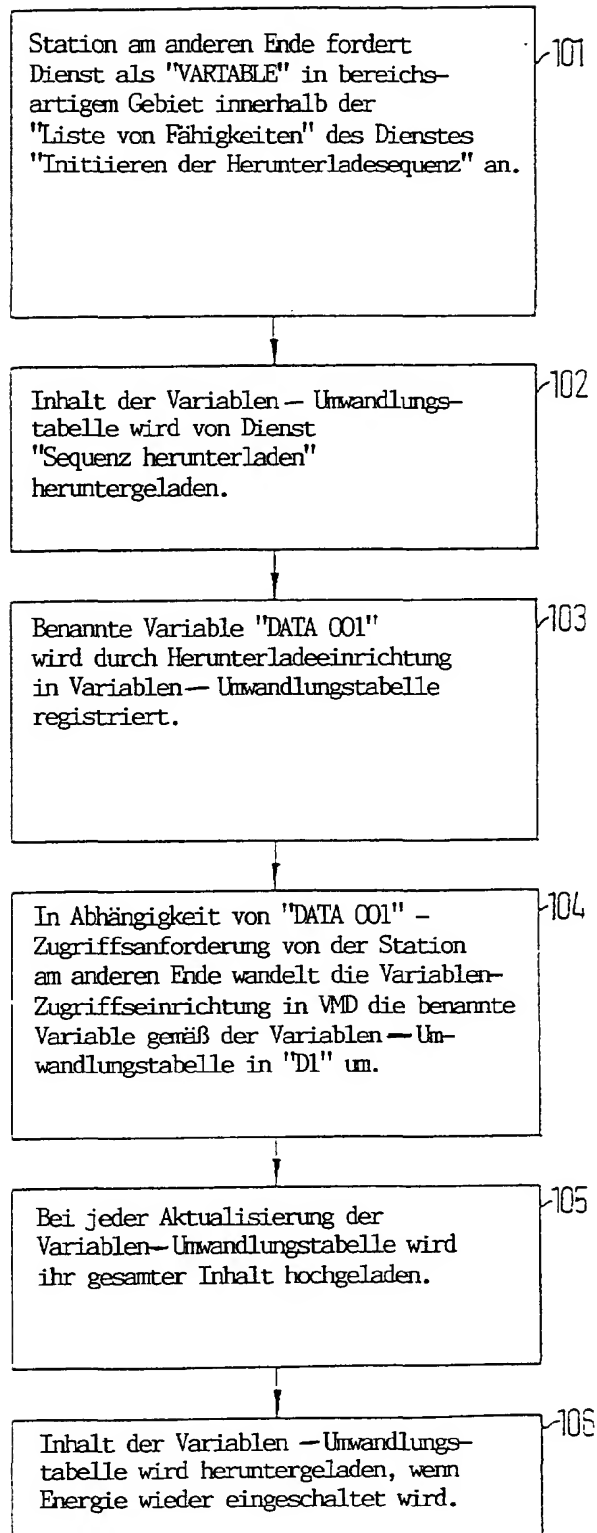 Station am anderen Ende fordert
Dienst als "VARTABLE" in bereichs-
artigem Gebiet innerhalb der
"Liste von Fähigkeiten" des Dienstes
"Initiieren der Herunterladesequenz" an.
101
Inhalt der Variablen — Umwandlungs-
tabelle wird von Dienst
"Sequenz herunterladen"
heruntergeladen.
102
Benannte Variable "DATA 001"
wird durch Herunterladeeinrichtung
in Variablen — Umwandlungstabelle
registriert.
103
In Abhängigkeit von "DATA 001" -
Zugriffsanforderung von der Station
am anderen Ende wandelt die Variablen-
Zugriffseinrichtung in VMD die benannte
Variable gemäß der Variablen — Um-
wandlungstabelle in "D1" um.
104
Bei jeder Aktualisierung der
Variablen — Umwandlungstabelle wird
ihr gesamter Inhalt hochgeladen.
105
Inhalt der Variablen — Umwandlungs-
tabelle wird heruntergeladen, wenn
Energie wieder eingeschaltet wird.
106